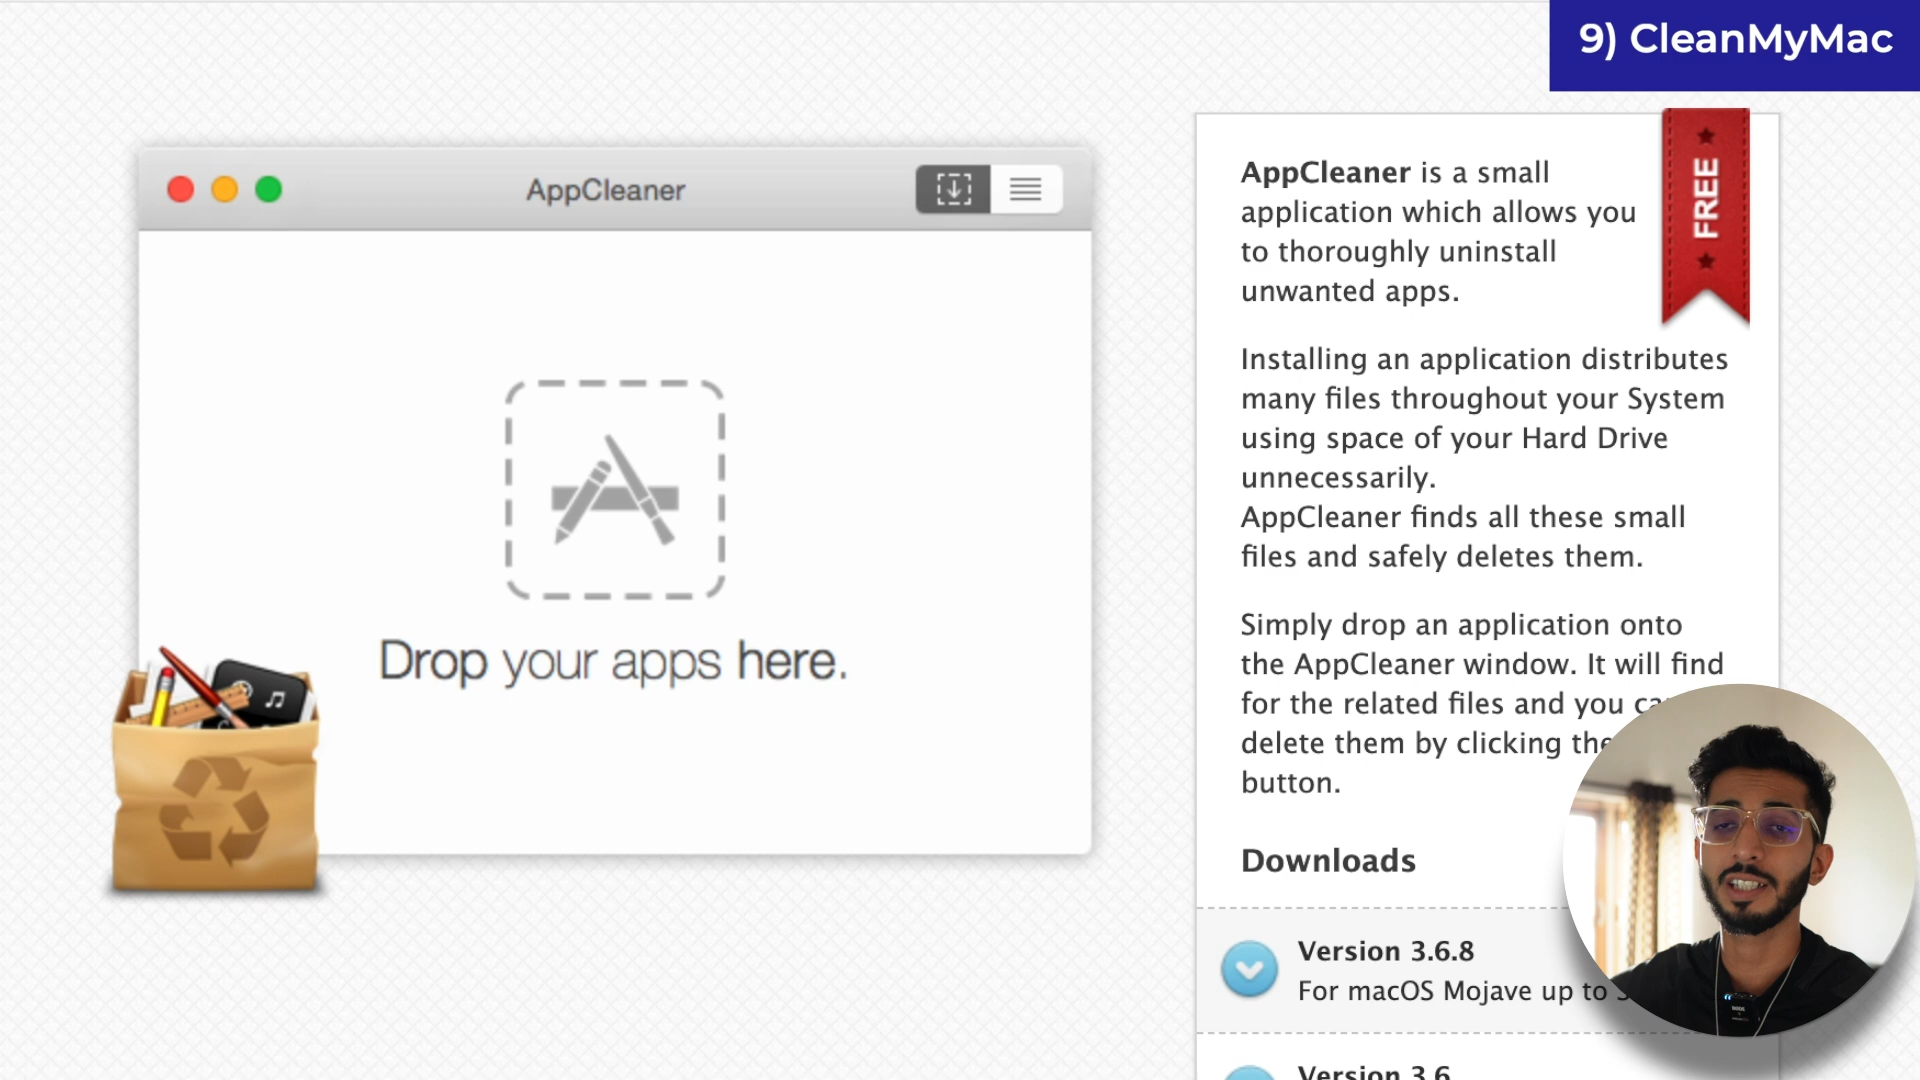 9) CleanMyMac
AppCleaner
Drop your apps here.
FREE
AppCleaner is a small
application which allows you
to thoroughly uninstall
unwanted apps.
Installing an application distributes
many files throughout your System
using space of your Hard Drive
unnecessarily.
AppCleaner finds all these small
files and safely deletes them.
Simply drop an application onto
the AppCleaner window. It will find
for the related files and you
delete them by clicking
button.
Downloads
Version 3.6.8
For macOS Mojave up to
Version 3.6